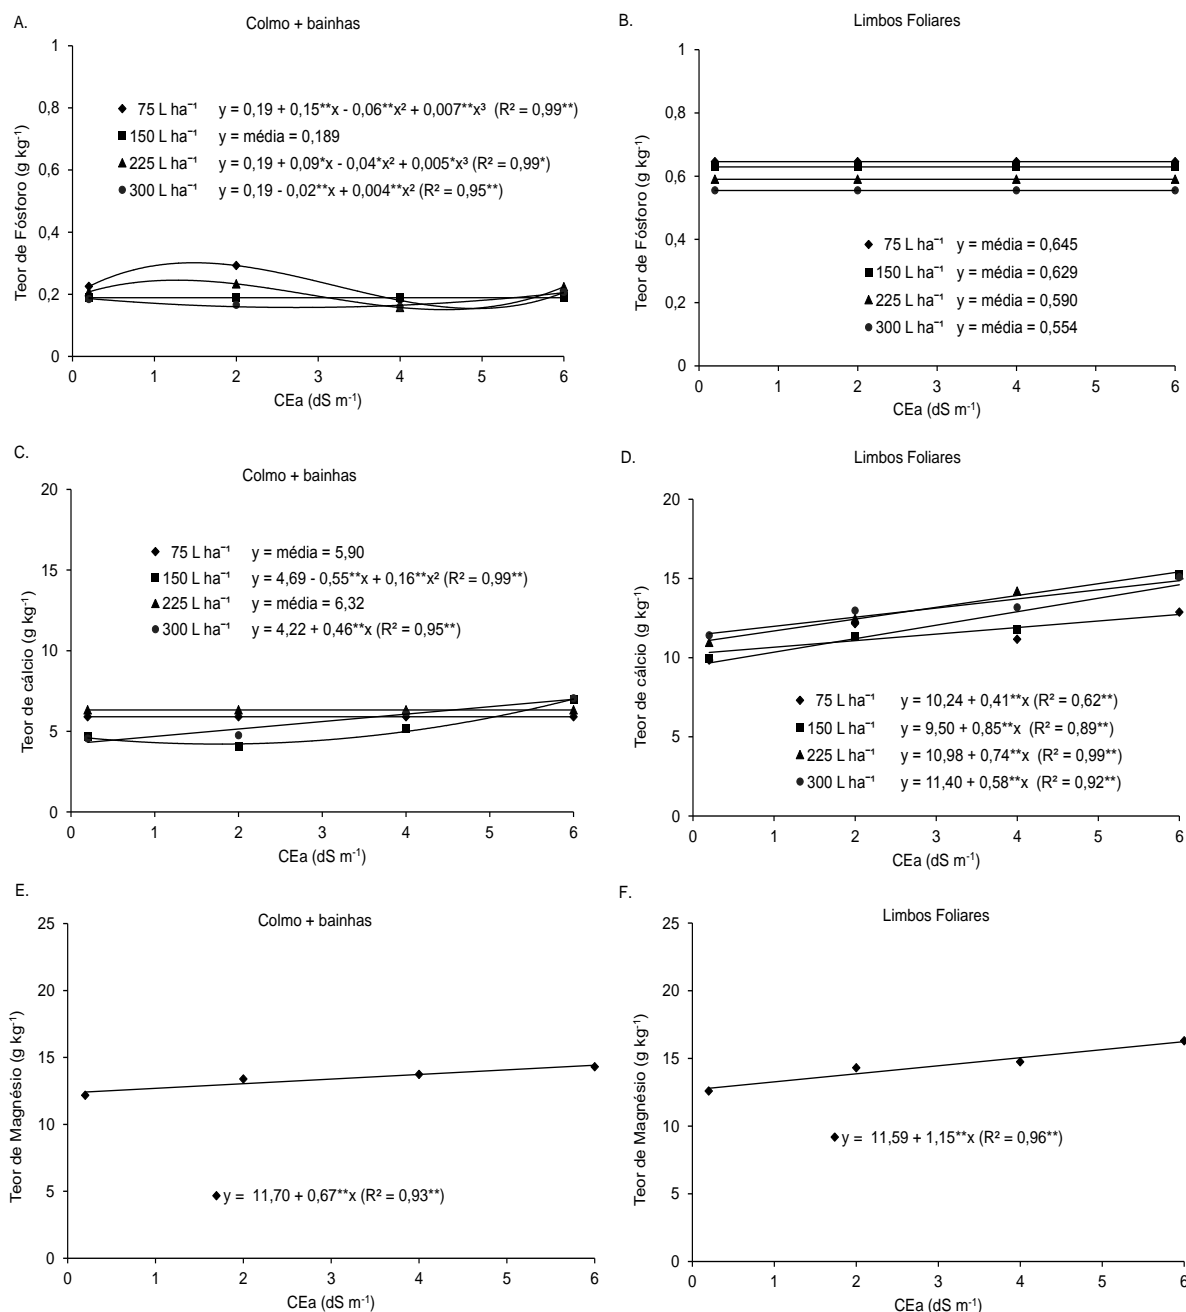 A.
Colmo + bainhas
Teor de Fósforo (g kg⁻¹)
1
0,8
0,6
0,4
0,2
0
75 L ha⁻¹ y = 0,19 + 0,15**x - 0,06**x² + 0,007**x³ (R² = 0,99**)
150 L ha⁻¹ y = média = 0,189
225 L ha⁻¹ y = 0,19 + 0,09*x - 0,04*x² + 0,005*x³ (R² = 0,99*)
300 L ha⁻¹ y = 0,19 - 0,02**x + 0,004**x² (R² = 0,95**)
0 1 2 3 4 5 6
CEa (dS m⁻¹)
B.
Limbos Foliares
Teor de Fósforo (g kg⁻¹)
1
0,8
0,6
0,4
0,2
0
75 L ha⁻¹ y = média = 0,645
150 L ha⁻¹ y = média = 0,629
225 L ha⁻¹ y = média = 0,590
300 L ha⁻¹ y = média = 0,554
0 1 2 3 4 5 6
CEa (dS m⁻¹)
C.
Colmo + bainhas
Teor de cálcio (g kg⁻¹)
20
15
10
5
0
75 L ha⁻¹ y = média = 5,90
150 L ha⁻¹ y = 4,69 - 0,55**x + 0,16**x² (R² = 0,99**)
225 L ha⁻¹ y = média = 6,32
300 L ha⁻¹ y = 4,22 + 0,46**x (R² = 0,95**)
0 1 2 3 4 5 6
CEa (dS m⁻¹)
D.
Limbos Foliares
Teor de cálcio (g kg⁻¹)
20
15
10
5
0
75 L ha⁻¹ y = 10,24 + 0,41**x (R² = 0,62**)
150 L ha⁻¹ y = 9,50 + 0,85**x (R² = 0,89**)
225 L ha⁻¹ y = 10,98 + 0,74**x (R² = 0,99**)
300 L ha⁻¹ y = 11,40 + 0,58**x (R² = 0,92**)
0 1 2 3 4 5 6
CEa (dS m⁻¹)
E.
Colmo + bainhas
Teor de Magnésio (g kg⁻¹)
25
20
15
10
5
0
y = 11,70 + 0,67**x (R² = 0,93**)
0 1 2 3 4 5 6
CEa (dS m⁻¹)
F.
Limbos Foliares
Teor de Magnésio (g kg⁻¹)
25
20
15
10
5
0
y = 11,59 + 1,15**x (R² = 0,96**)
0 1 2 3 4 5 6
CEa (dS m⁻¹)